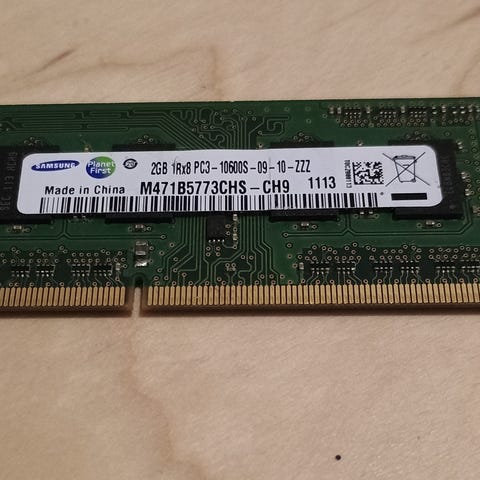 SAMSUNG
Planet
First
2GB 1Rx8 PC3-10600S-09-10-ZZZ
Made in China
M471B5773CHS-CH9 1113